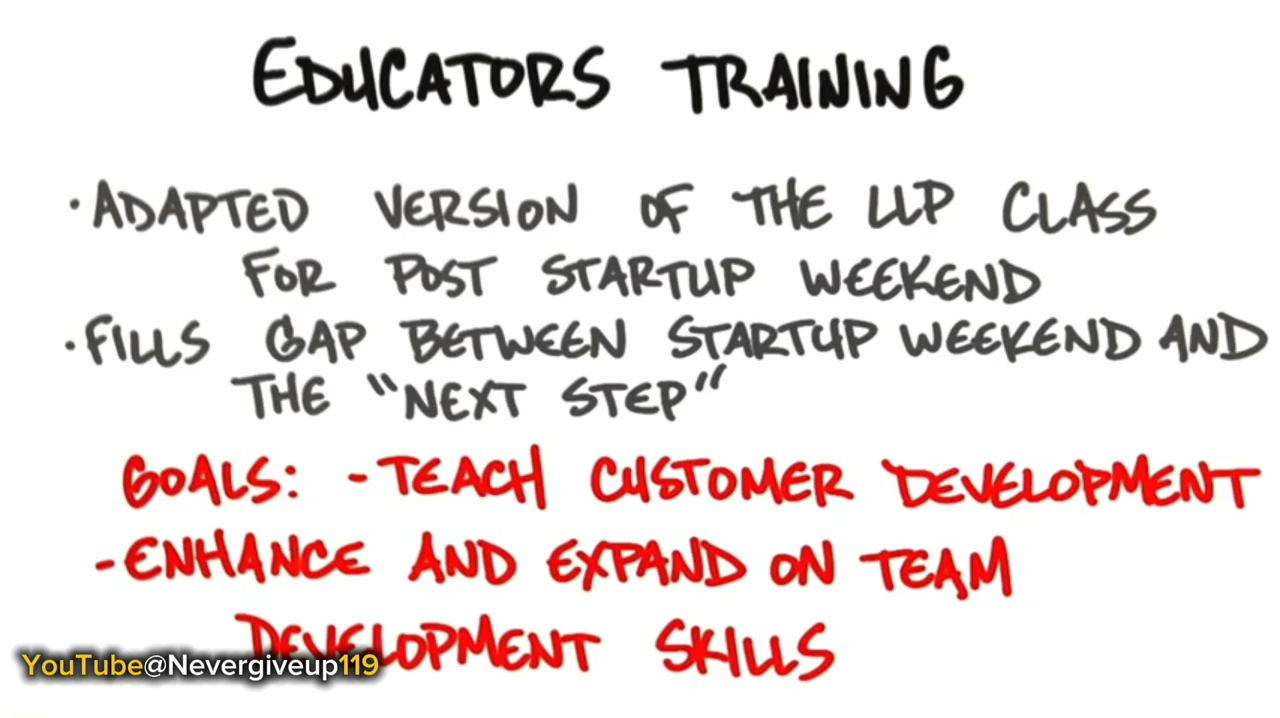 EDUCATORS TRAINING
• ADAPTED VERSION OF THE LLP CLASS
FOR POST STARTUP WEEKEND
• FILLS GAP BETWEEN STARTUP WEEKEND AND
THE "NEXT STEP"
GOALS: - TEACH CUSTOMER DEVELOPMENT
- ENHANCE AND EXPAND ON TEAM
DEVELOPMENT SKILLS
YouTube@Nevergiveup119